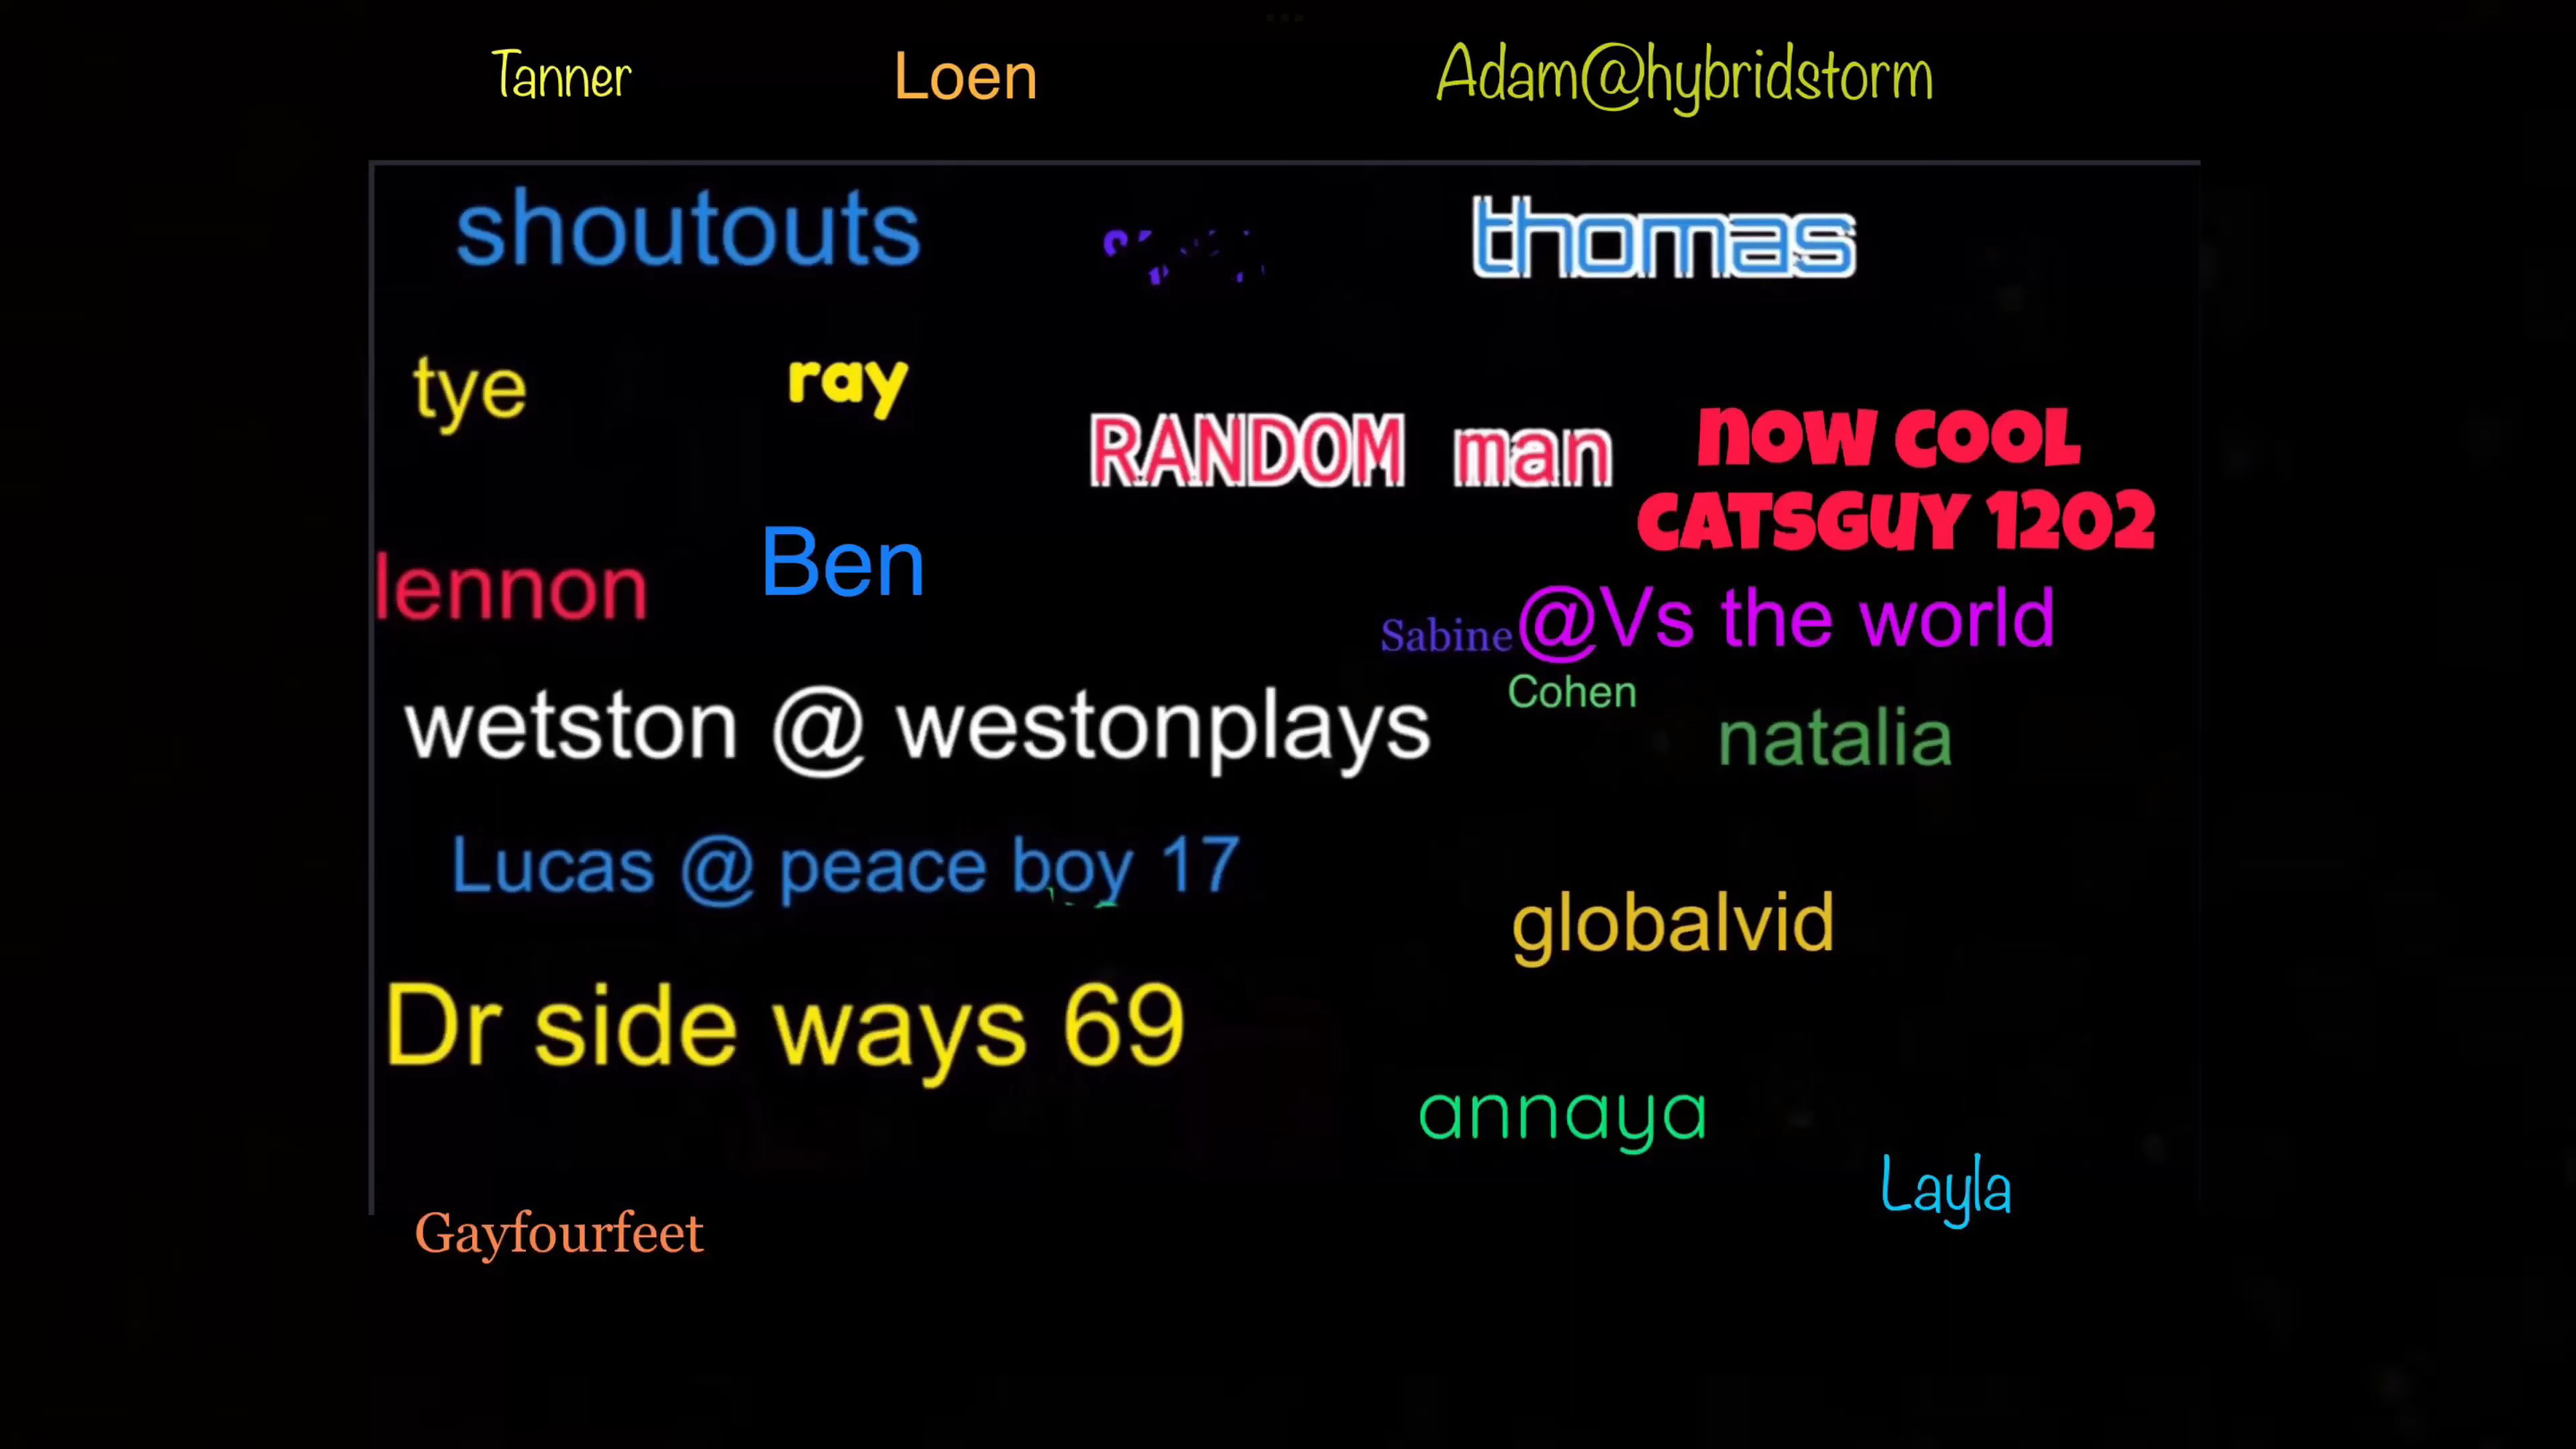 Tanner
Loen
Adam@hybridstorm
shoutouts
thomas
tye
ray
RANDOM man
NOW COOL
CATSGUY 1202
lennon
Ben
Sabine
@Vs the world
Cohen
wetston @ westonplays
natalia
Lucas @ peace boy 17
globalvid
Dr side ways 69
annaya
Layla
Gayfourfeet